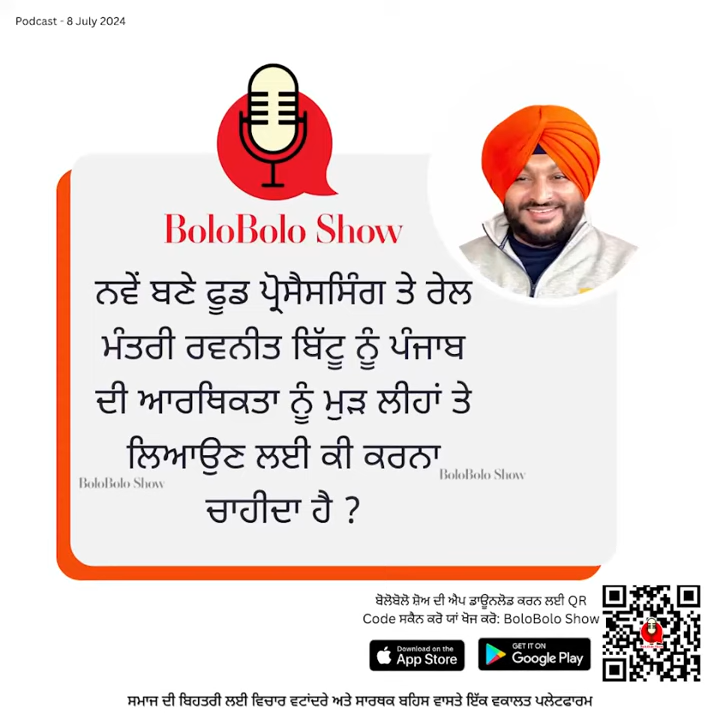 Podcast - 8 July 2024
BoloBolo Show
ਨਵੇਂ ਬਣੇ ਫੂਡ ਪ੍ਰੋਸੈਸਸਿੰਗ ਤੇ ਰੇਲ
ਮੰਤਰੀ ਰਵਨੀਤ ਬਿੱਟੂ ਨੂੰ ਪੰਜਾਬ
ਦੀ ਆਰਥਿਕਤਾ ਨੂੰ ਮੁੜ ਲੀਹਾਂ ਤੇ
ਲਿਆਉਣ ਲਈ ਕੀ ਕਰਨਾ
BoloBolo Show
BoloBolo Show
ਚਾਹੀਦਾ ਹੈ ?
ਬੋਲੋਬੋਲੋ ਸ਼ੋਅ ਦੀ ਐਪ ਡਾਊਨਲੋਡ ਕਰਨ ਲਈ QR
Code ਸਕੈਨ ਕਰੋ ਯਾਂ ਖੋਜ ਕਰੋ: BoloBolo Show
Download on the
App Store
GET IT ON
Google Play
ਸਮਾਜ ਦੀ ਬਿਹਤਰੀ ਲਈ ਵਿਚਾਰ ਵਟਾਂਦਰੇ ਅਤੇ ਸਾਰਥਕ ਬਹਿਸ ਵਾਸਤੇ ਇੱਕ ਵਕਾਲਤ ਪਲੇਟਫਾਰਮ